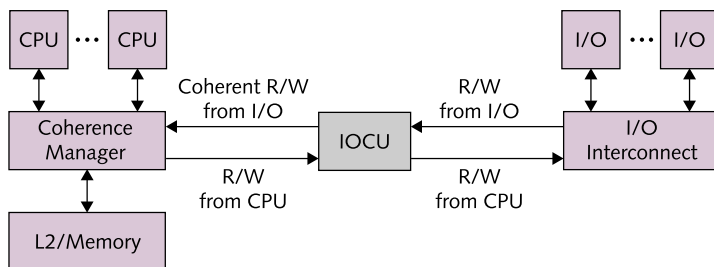 CPU ••• CPU
I/O ••• I/O
Coherent R/W
from I/O
R/W
from I/O
Coherence
Manager
IOCU
I/O
Interconnect
R/W
from CPU
R/W
from CPU
L2/Memory